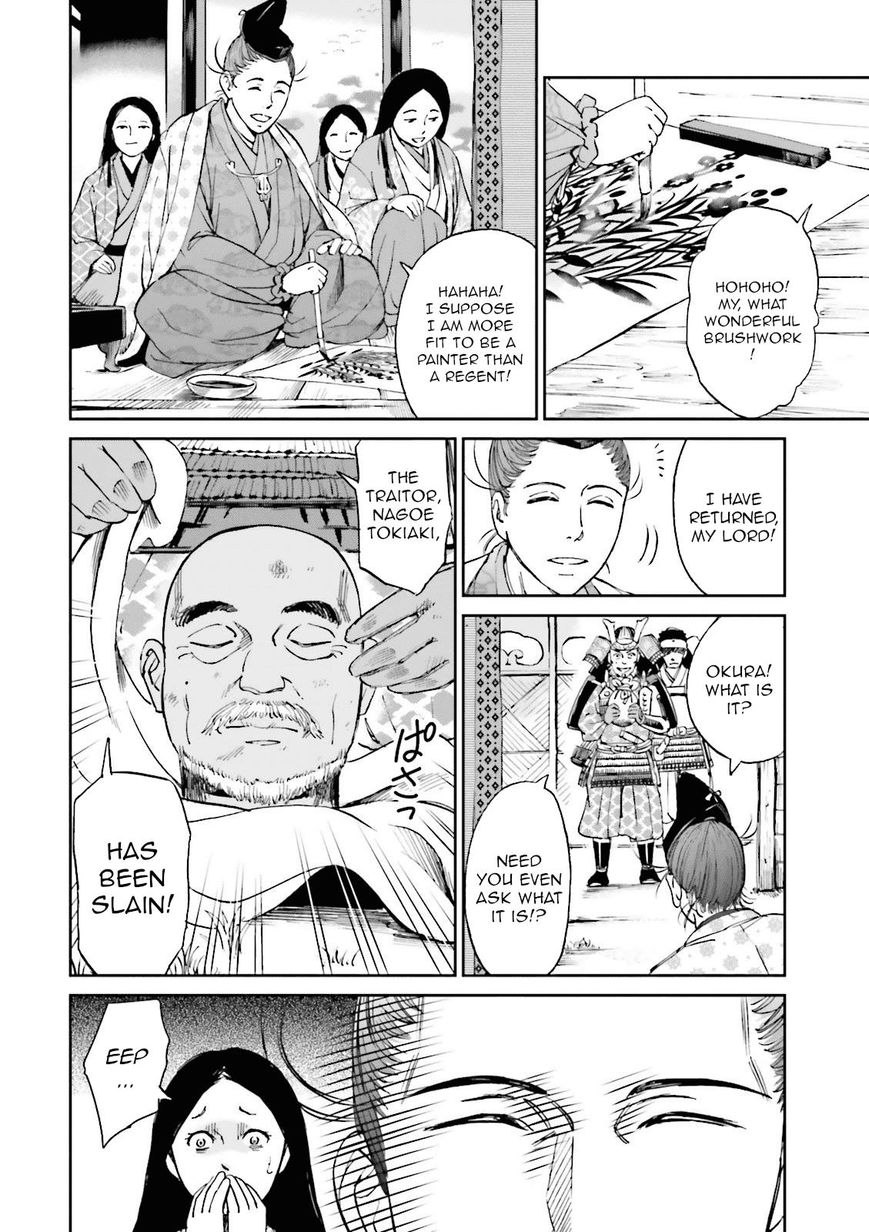 HOHOHO!
MY, WHAT
WONDERFUL
BRUSHWORK
!
HAHAHA!
I SUPPOSE
I AM MORE
FIT TO BE A
PAINTER THAN
A REGENT!
I HAVE
RETURNED,
MY LORD!
OKURA!
WHAT IS
IT?
NEED
YOU EVEN
ASK WHAT
IT IS!?
THE
TRAITOR,
NAGOE
TOKIAKI,
ぱさっ
HAS
BEEN
SLAIN!
EEP
...